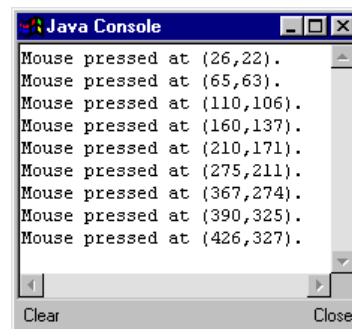 Java Console
Mouse pressed at (26,22).
Mouse pressed at (65,63).
Mouse pressed at (110,106).
Mouse pressed at (160,137).
Mouse pressed at (210,171).
Mouse pressed at (275,211).
Mouse pressed at (367,274).
Mouse pressed at (390,325).
Mouse pressed at (426,327).
Clear Close